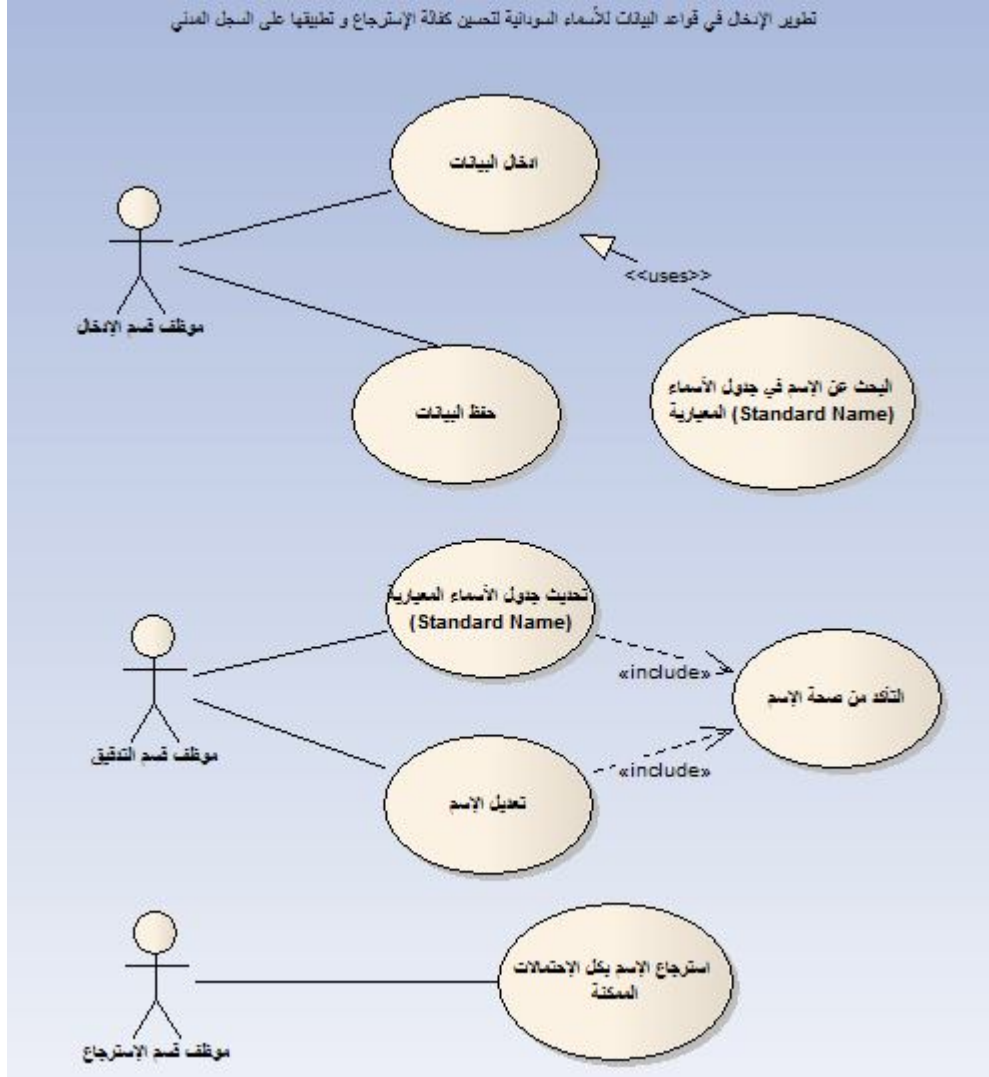 تطوير الإدخال في قواعد البيانات للأسماء السودانية لتحسين كفائة الإسترجاع و تطبيقها على السجل المدني
ادخال البيانات
<<uses>>
موظف قسم الإدخال
البحث عن الإسم في جدول الأسماء
المعيارية (Standard Name)
حفظ البيانات
تحديث جدول الأسماء المعيارية
(Standard Name)
«include»
التأكد من صحة الإسم
موظف قسم التدقيق
«include»
تعديل الإسم
استرجاع الإسم بكل الإحتمالات
الممكنة
موظف قسم الإسترجاع